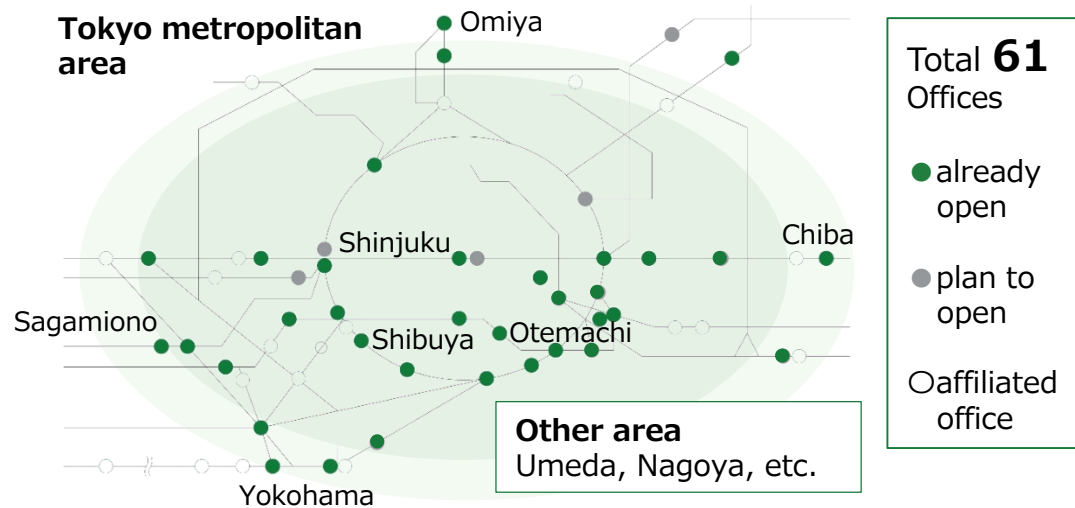 Tokyo metropolitan
area
Omiya
Shinjuku
Chiba
Sagamiono
Shibuya
Otemachi
Yokohama
Other area
Umeda, Nagoya, etc.
Total 61
Offices
already
open
plan to
open
affiliated
office